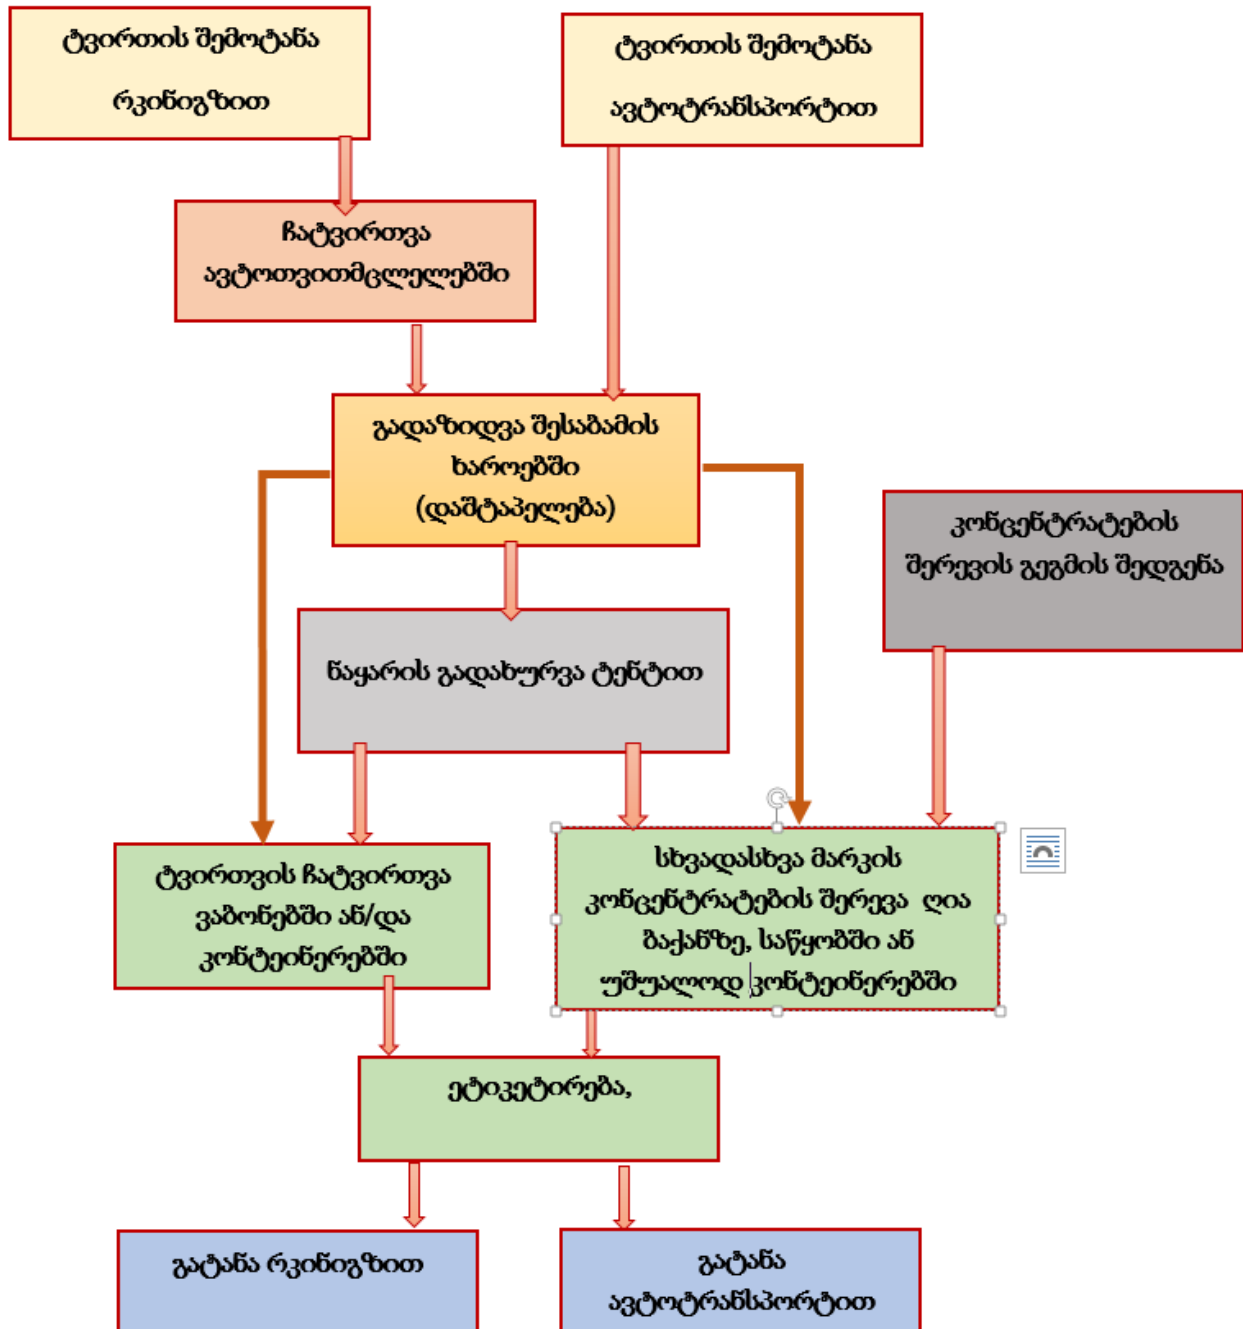 ტვირთის შემოტანა
რკინიგზით
ტვირთის შემოტანა
ავტოტრანსპორტით
ჩატვირთვა
ავტოთვითმცლელებში
გადაზიდვა შესაბამის
ხაროებში
(დაშტაპელება)
კონცენტრატების
შერევის გეგმის შედგენა
ნაყარის გადახურვა ტენტით
ტვირთვის ჩატვირთვა
ვაბონებში ან/და
კონტეინერებში
სხვადასხვა მარკის
კონცენტრატების შერევა ღია
ბაქანზე, საწყობში ან
უშუალოდ კონტეინერებში
ეტიკეტირება,
გატანა რკინიგზით
გატანა
ავტოტრანსპორტით